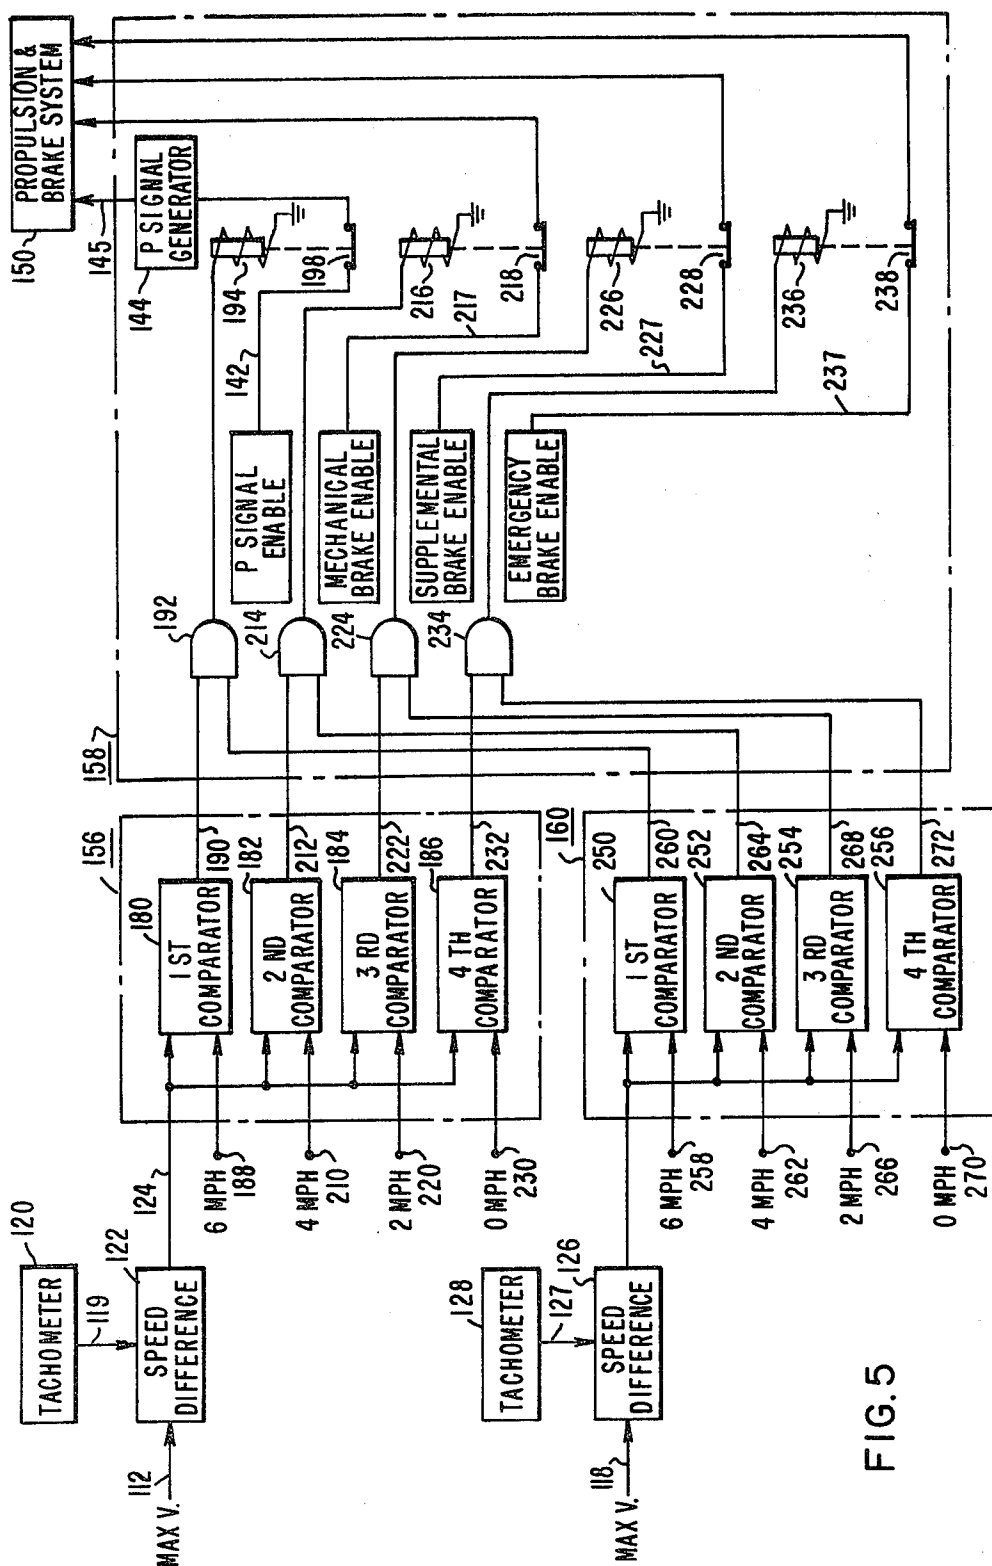 150
PROPULSION &
BRAKE SYSTEM
145
144
P SIGNAL
GENERATOR
194
198
142
P SIGNAL
ENABLE
216
218
217
MECHANICAL
BRAKE ENABLE
226
228
227
SUPPLEMENTAL
BRAKE ENABLE
236
238
237
EMERGENCY
BRAKE ENABLE
192
214
224
234
158
156
180
1 ST
COMPARATOR
190
182
2 ND
COMPARATOR
212
184
3 RD
COMPARATOR
222
186
4 TH
COMPARATOR
232
160
250
1 ST
COMPARATOR
260
252
2 ND
COMPARATOR
264
254
3 RD
COMPARATOR
268
256
4 TH
COMPARATOR
272
124
6 MPH
188
4 MPH
210
2 MPH
220
0 MPH
230
6 MPH
258
4 MPH
262
2 MPH
266
0 MPH
270
120
TACHOMETER
119
122
SPEED
DIFFERENCE
112
MAX V.
128
TACHOMETER
127
126
SPEED
DIFFERENCE
118
MAX V.
FIG. 5